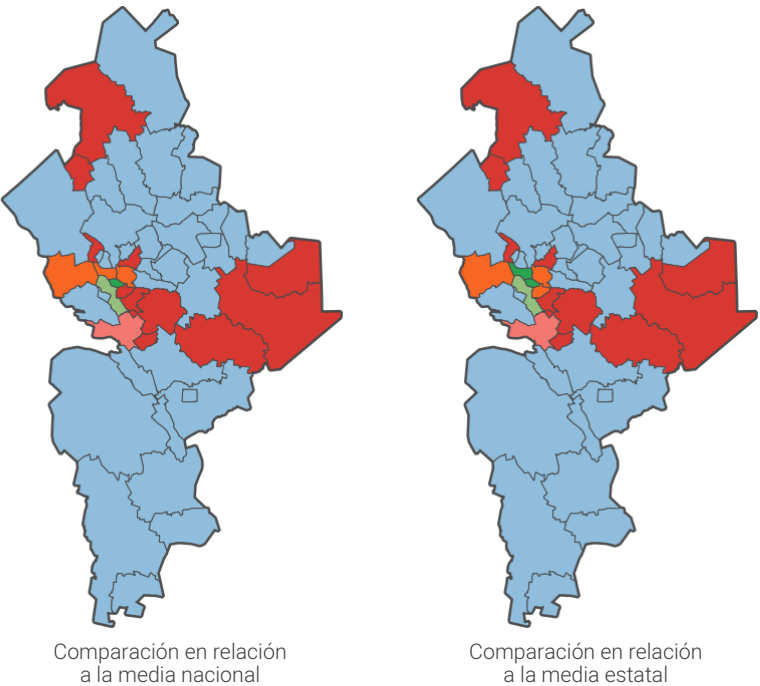 Comparación en relación
a la media nacional
Comparación en relación
a la media estatal